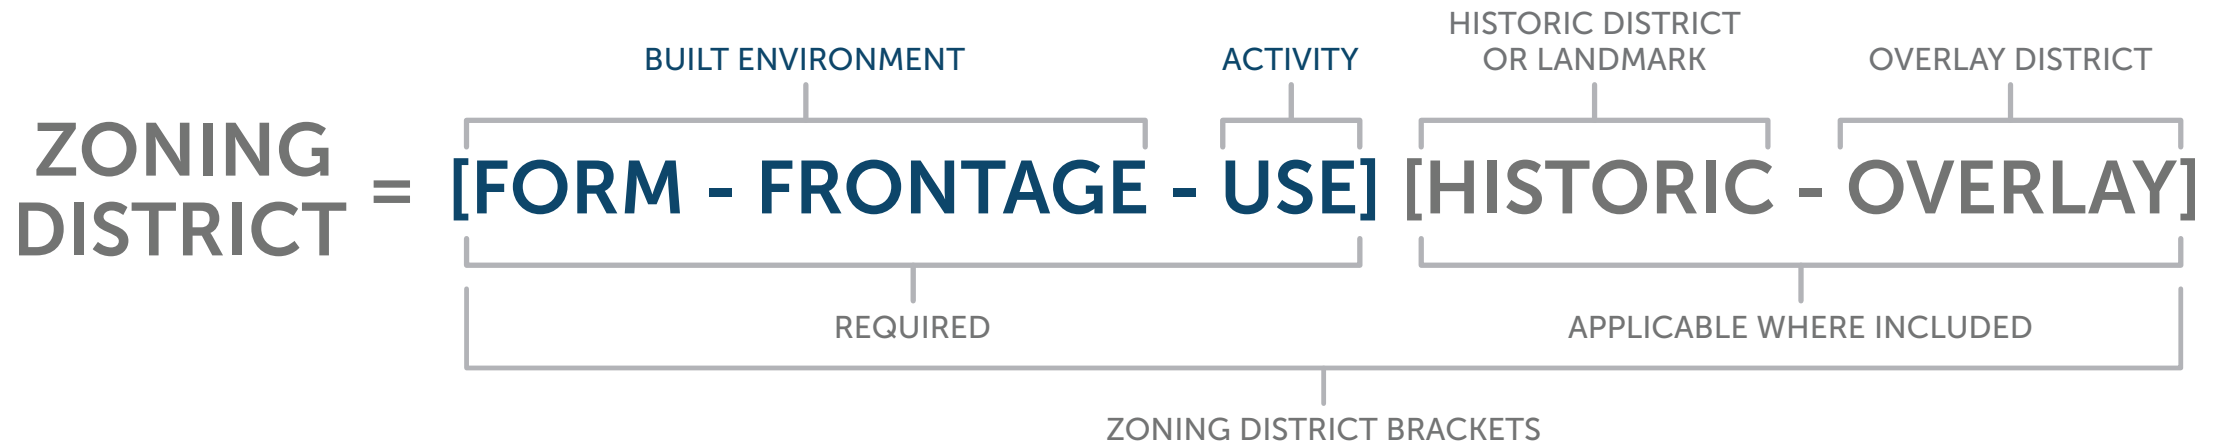 BUILT ENVIRONMENT
ACTIVITY
HISTORIC DISTRICT
OR LANDMARK
OVERLAY DISTRICT
ZONING
DISTRICT
= [FORM - FRONTAGE - USE] [HISTORIC - OVERLAY]
REQUIRED
APPLICABLE WHERE INCLUDED
ZONING DISTRICT BRACKETS